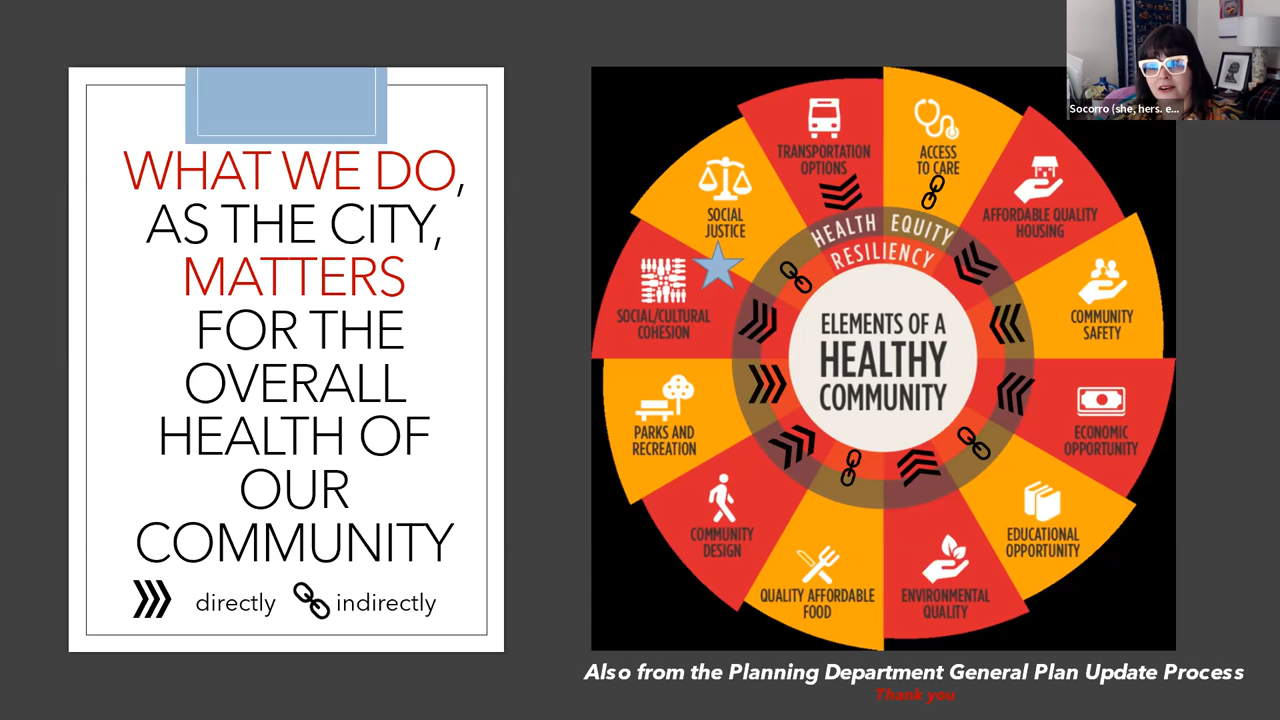 WHAT WE DO,
AS THE CITY,
MATTERS
FOR THE
OVERALL
HEALTH OF
OUR
COMMUNITY
directly
indirectly
TRANSPORTATION
OPTIONS
ACCESS
TO CARE
AFFORDABLE QUALITY
HOUSING
COMMUNITY
SAFETY
ECONOMIC
OPPORTUNITY
EDUCATIONAL
OPPORTUNITY
ENVIRONMENTAL
QUALITY
QUALITY AFFORDABLE
FOOD
COMMUNITY
DESIGN
PARKS AND
RECREATION
SOCIAL/CULTURAL
COHESION
SOCIAL
JUSTICE
HEALTH EQUITY
RESILIENCY
ELEMENTS OF A
HEALTHY
COMMUNITY
Also from the Planning Department General Plan Update Process
Thank you
Socorro (she, hers. e...